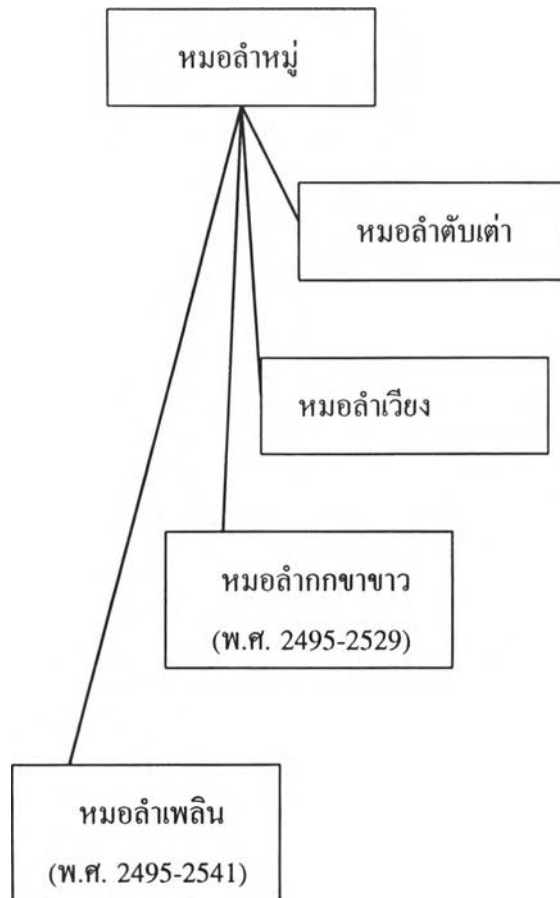 หมอลำหมู่
หมอลำตับเต่า
หมอลำเวียง
หมอลำกกขาขาว
(พ.ศ. 2495-2529)
หมอลำเพลิน
(พ.ศ. 2495-2541)